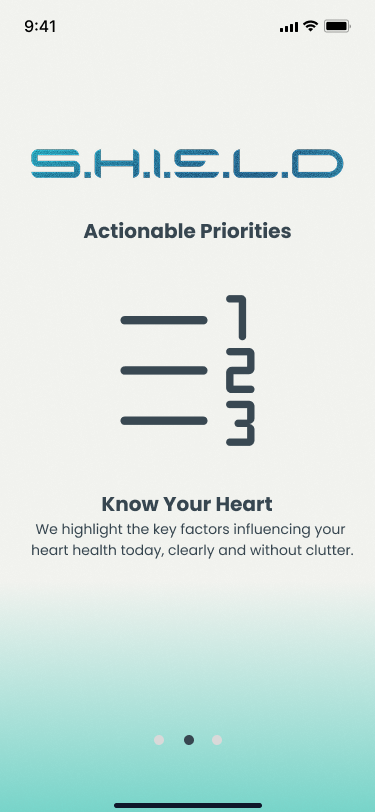 9:41
S.H.I.E.L.D
Actionable Priorities
1
2
3
Know Your Heart
We highlight the key factors influencing your
heart health today, clearly and without clutter.